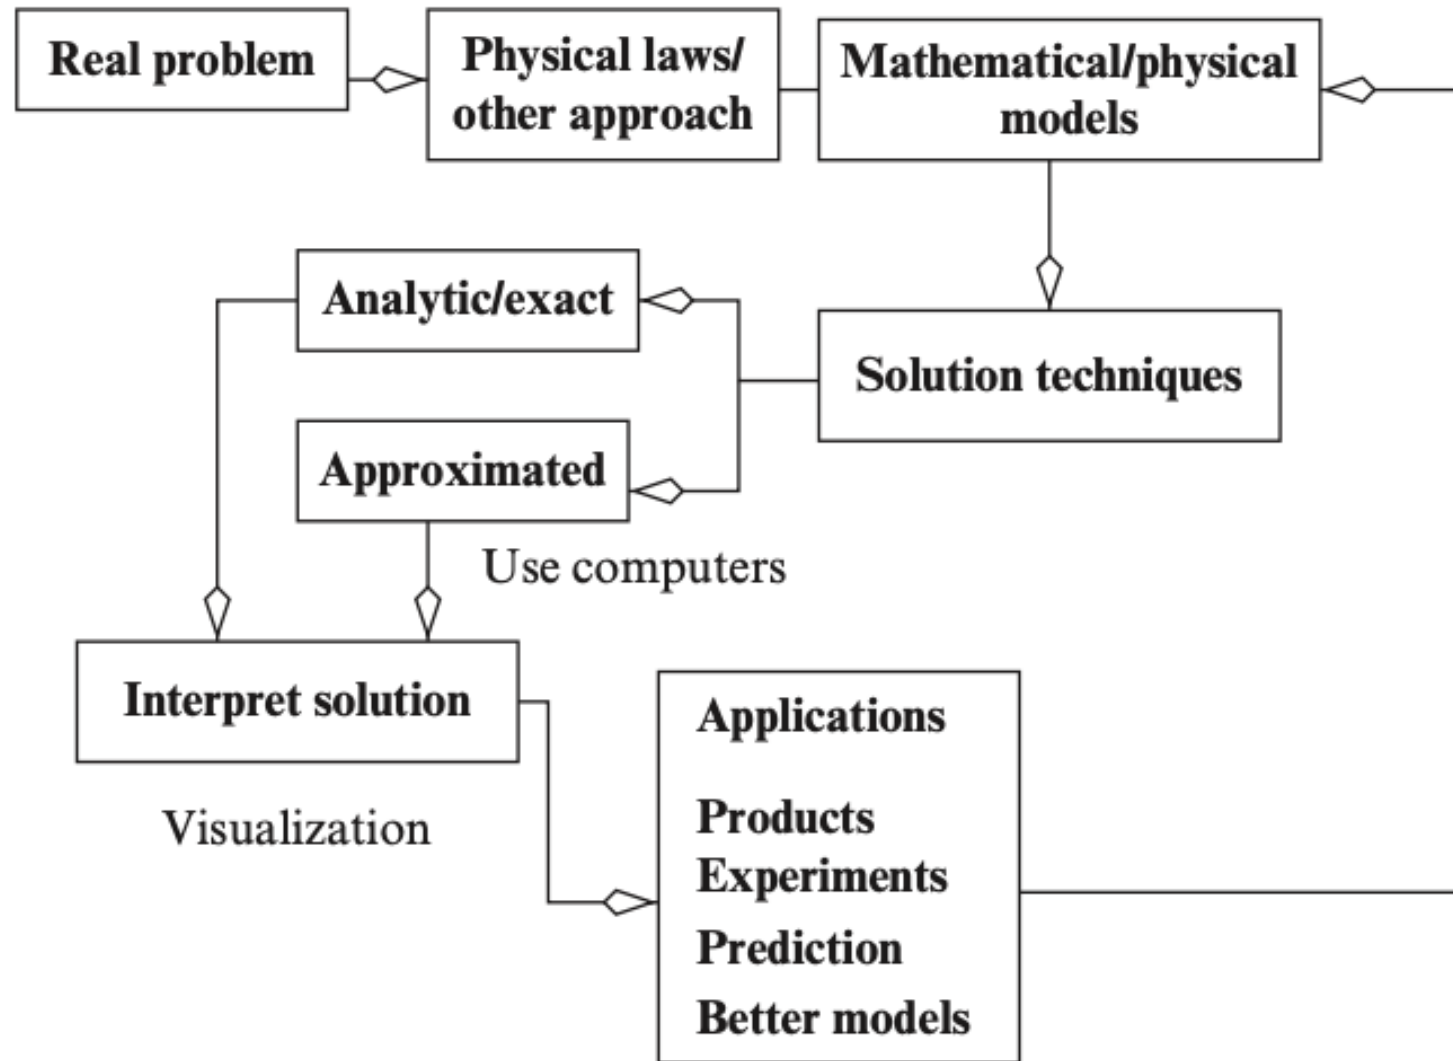 Real problem
Physical laws/
other approach
Mathematical/physical
models
Analytic/exact
Solution techniques
Approximated
Use computers
Interpret solution
Visualization
Applications
Products
Experiments
Prediction
Better models